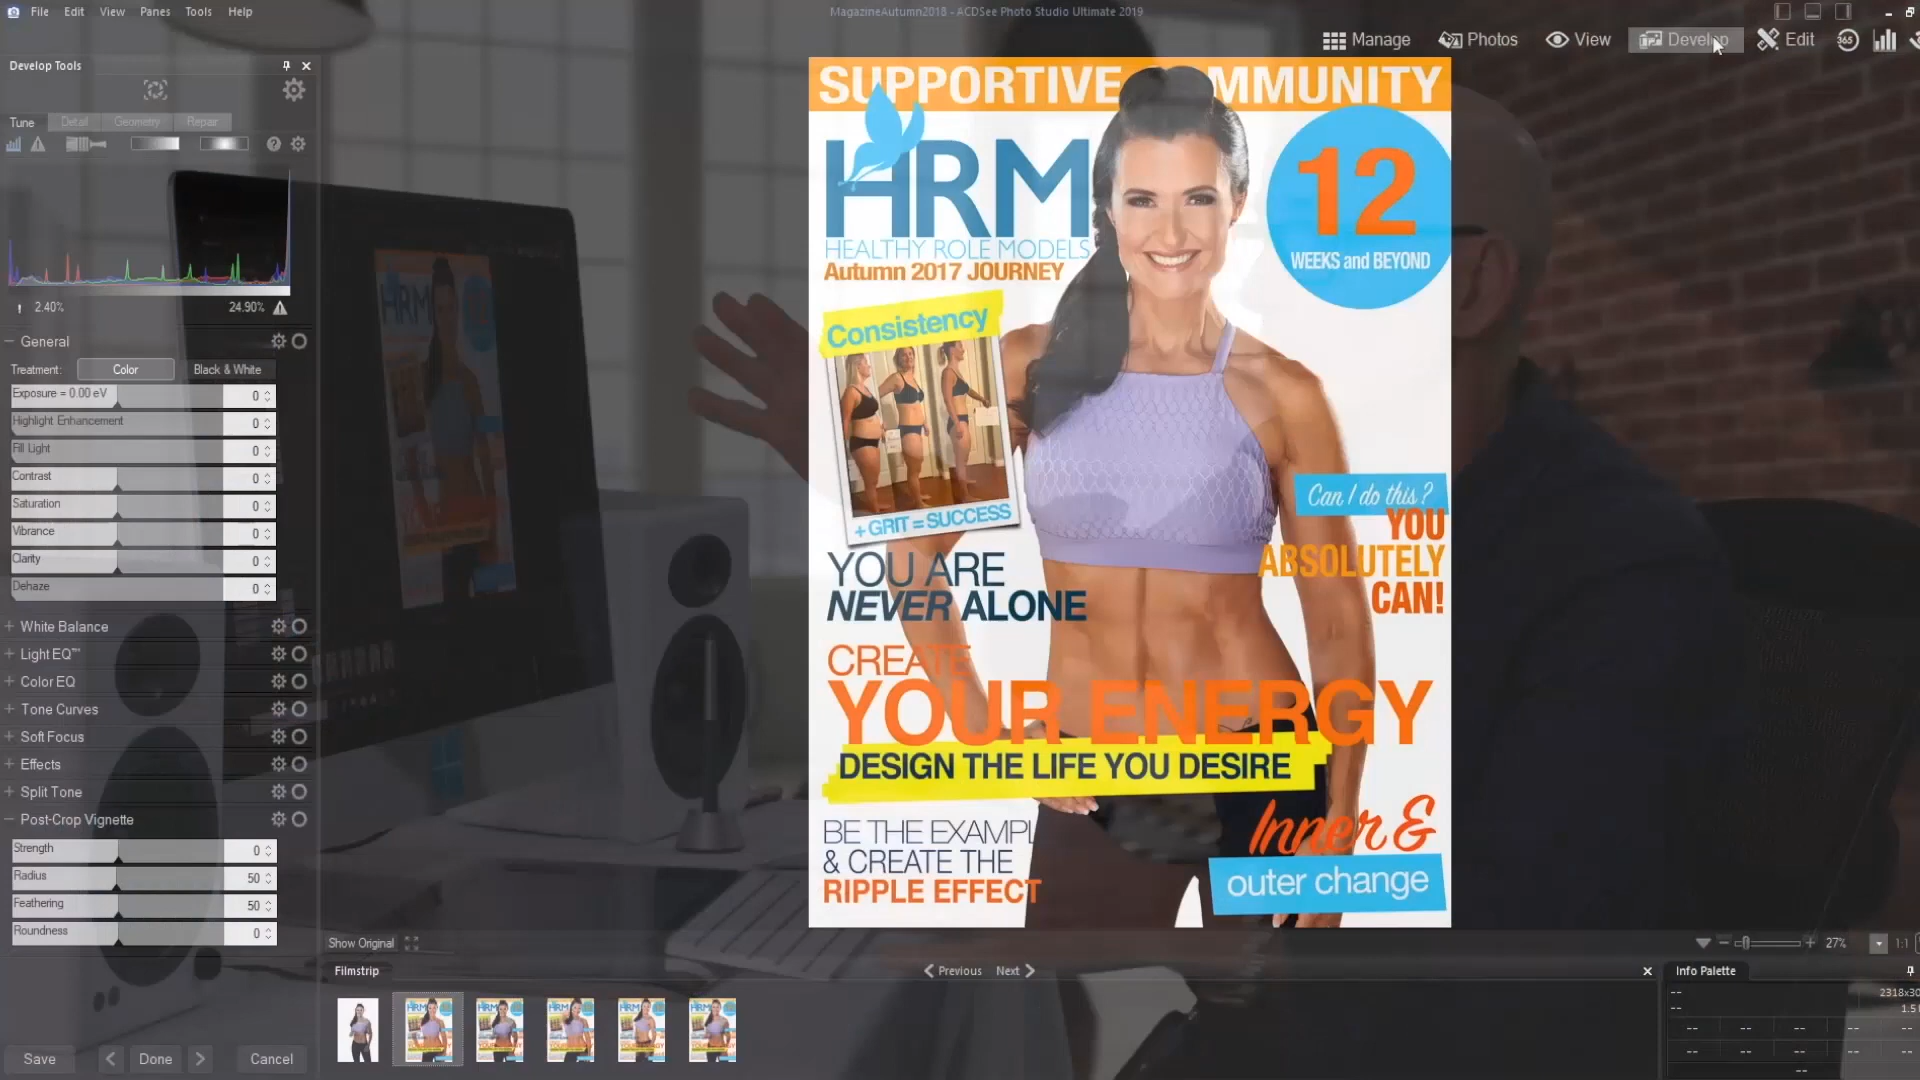 File Edit View Panes Tools Help
MagazineAutumn2018 - ACDSee Photo Studio Ultimate 2019
Manage Photos View Develop Edit 365
Develop Tools
Tune Detail Geometry Repair
2.40% 24.90%
General
Treatment: Color Black & White
Exposure = 0.00 eV 0
Highlight Enhancement 0
Fill Light 0
Contrast 0
Saturation 0
Vibrance 0
Clarity 0
Dehaze 0
White Balance
Light EQ™
Color EQ
Tone Curves
Soft Focus
Effects
Split Tone
Post-Crop Vignette
Strength 0
Radius 50
Feathering 50
Roundness 0
Save Done Cancel
SUPPORTIVE MMUNITY
HRM
HEALTHY ROLE MODELS
Autumn 2017 JOURNEY
12
WEEKS and BEYOND
Consistency
+ GRIT = SUCCESS
YOU ARE
NEVER ALONE
Can I do this?
YOU
ABSOLUTELY
CAN!
CREATE
YOUR ENERGY
DESIGN THE LIFE YOU DESIRE
BE THE EXAMPL
& CREATE THE
RIPPLE EFFECT
Inner &
outer change
Show Original
27% 1:1
Filmstrip
Previous Next
Info Palette
-- 2318x30
-- 1.5
-- -- -- -- --
-- -- -- -- --
--